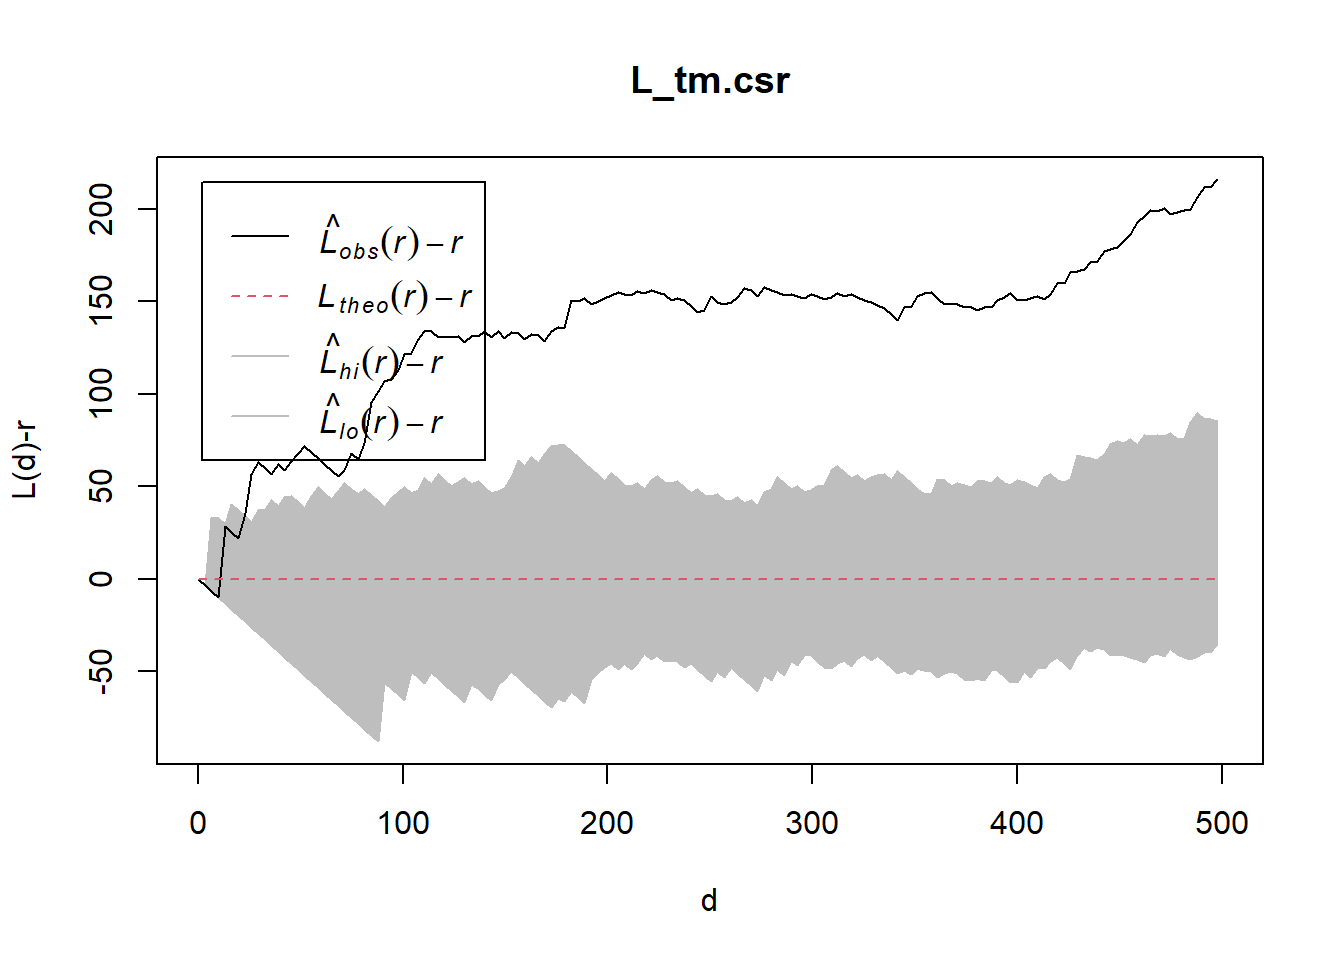 L_tm.csr
L(d)-r
200
150
100
50
0
-50
L̂obs(r) − r
Ltheo(r) − r
L̂hi(r) − r
L̂lo(r) − r
0 100 200 300 400 500
d